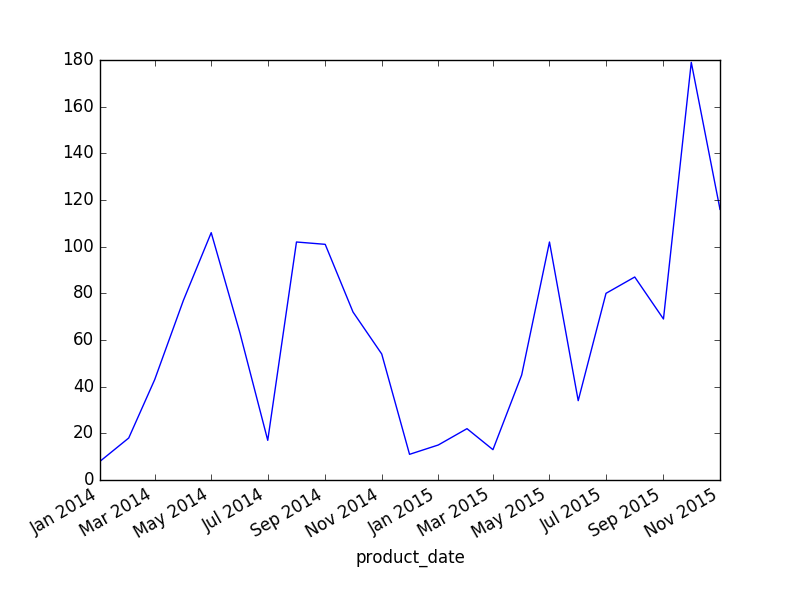 180
160
140
120
100
80
60
40
20
0
Jan 2014
Mar 2014
May 2014
Jul 2014
Sep 2014
Nov 2014
Jan 2015
Mar 2015
May 2015
Jul 2015
Sep 2015
Nov 2015
product_date